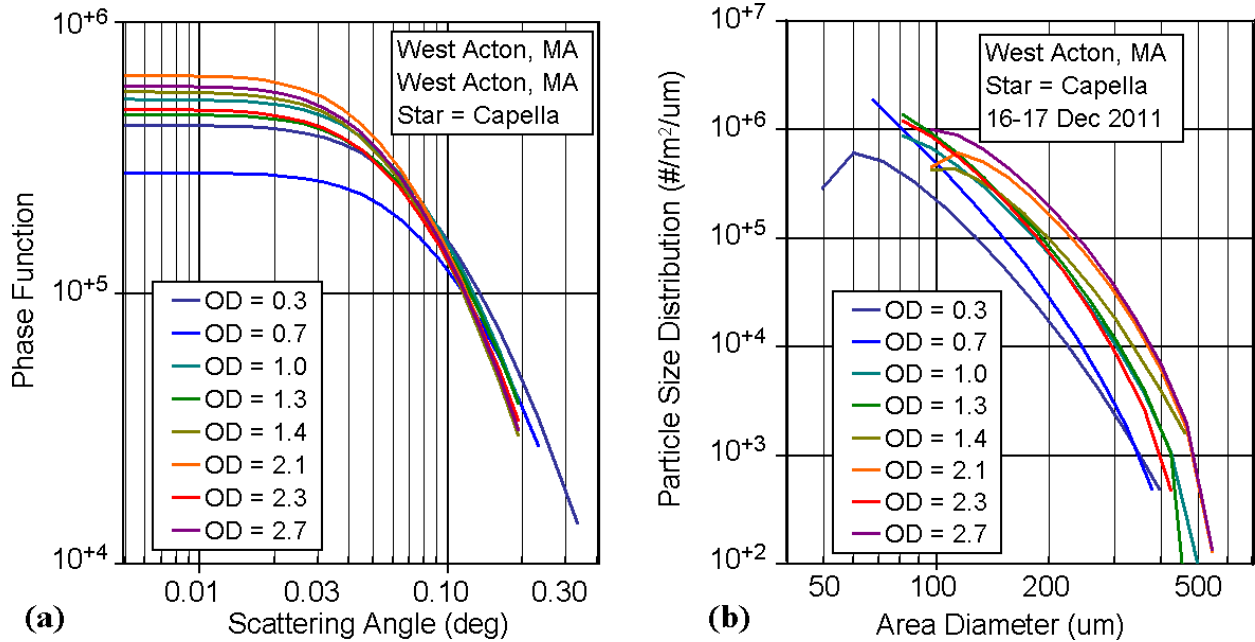 10+6
10+5
10+4
Phase Function
West Acton, MA
West Acton, MA
Star = Capella
OD = 0.3
OD = 0.7
OD = 1.0
OD = 1.3
OD = 1.4
OD = 2.1
OD = 2.3
OD = 2.7
0.01
0.03
0.10
0.30
(a)
Scattering Angle (deg)
10+7
10+6
10+5
10+4
10+3
10+2
Particle Size Distribution (#/m²/um)
West Acton, MA
Star = Capella
16-17 Dec 2011
OD = 0.3
OD = 0.7
OD = 1.0
OD = 1.3
OD = 1.4
OD = 2.1
OD = 2.3
OD = 2.7
50
100
200
500
(b)
Area Diameter (um)